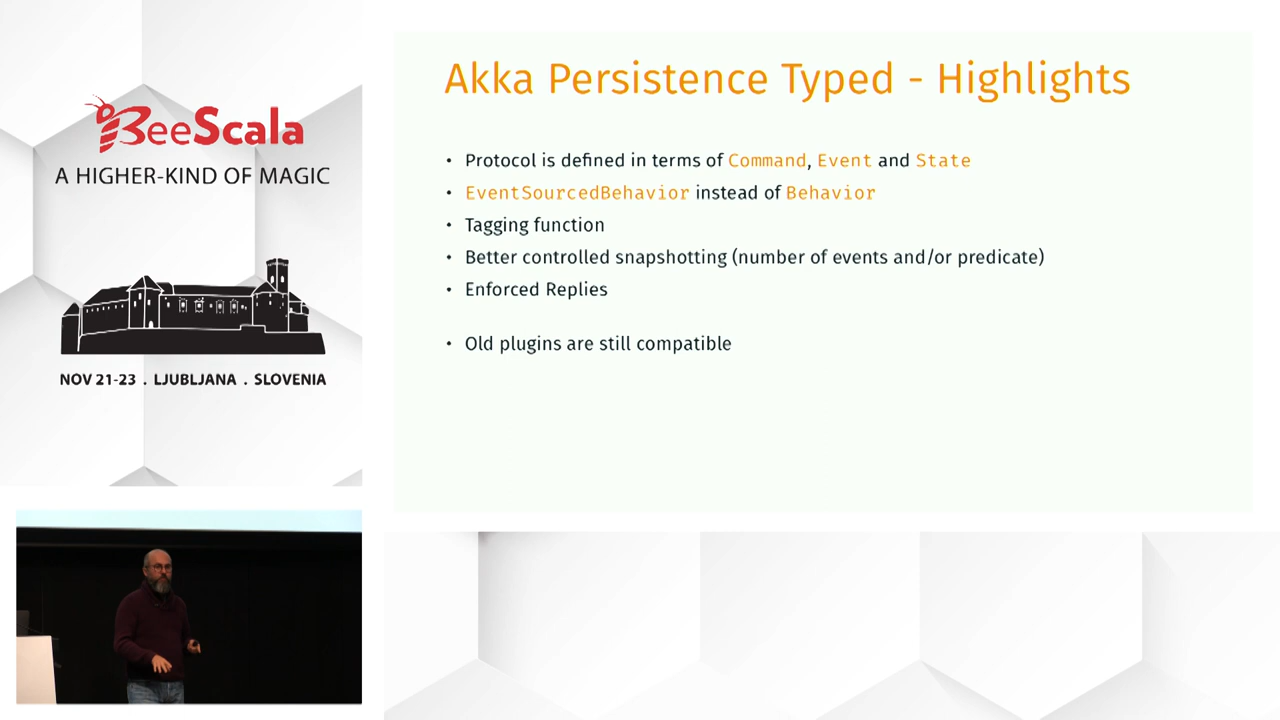 BeeScala
A HIGHER-KIND OF MAGIC
NOV 21-23 . LJUBLJANA . SLOVENIA
Akka Persistence Typed - Highlights
• Protocol is defined in terms of Command, Event and State
• EventSourcedBehavior instead of Behavior
• Tagging function
• Better controlled snapshotting (number of events and/or predicate)
• Enforced Replies
• Old plugins are still compatible